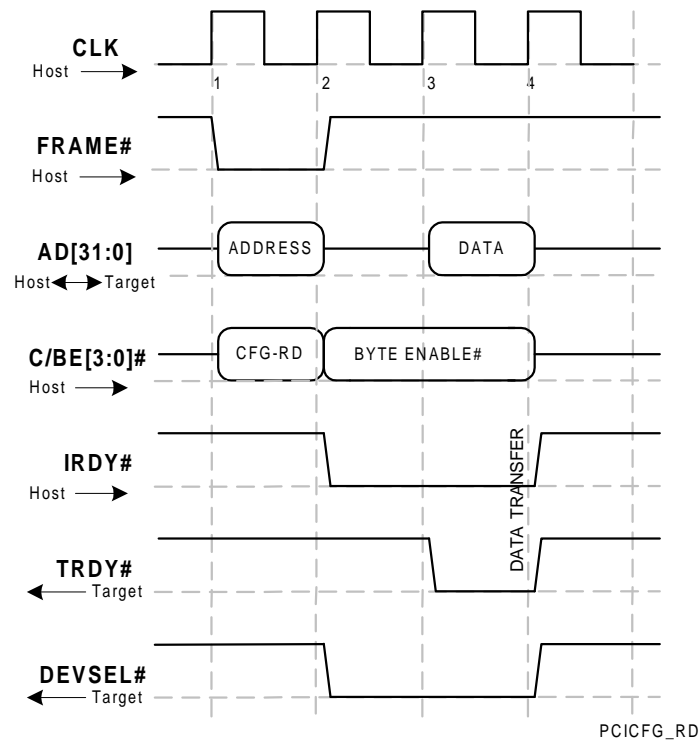 CLK
Host
1 2 3 4
FRAME#
Host
AD[31:0]
ADDRESS DATA
Host Target
C/BE[3:0]#
CFG-RD BYTE ENABLE#
Host
IRDY#
Host
DATA TRANSFER
TRDY#
Target
DEVSEL#
Target
PCICFG_RD